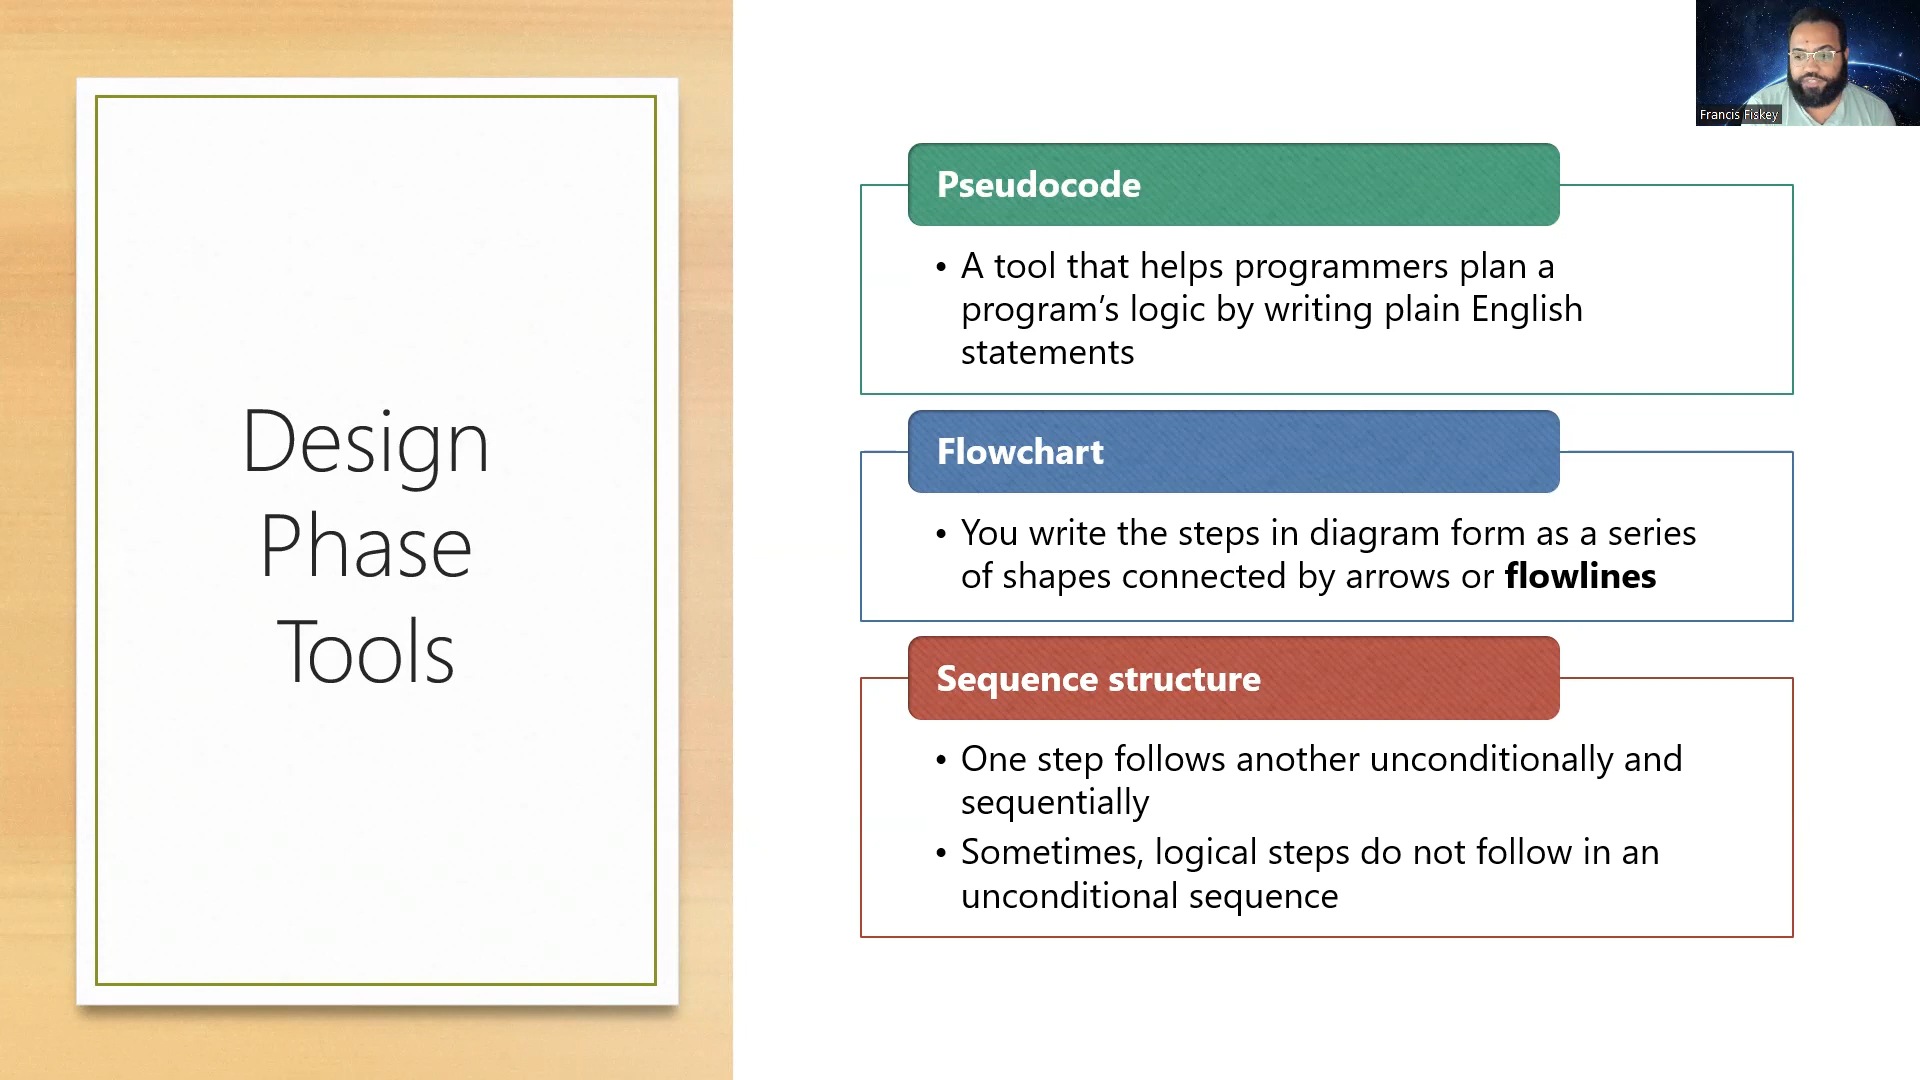 Design
Phase
Tools
Francis Fiskey
Pseudocode
• A tool that helps programmers plan a
program’s logic by writing plain English
statements
Flowchart
• You write the steps in diagram form as a series
of shapes connected by arrows or flowlines
Sequence structure
• One step follows another unconditionally and
sequentially
• Sometimes, logical steps do not follow in an
unconditional sequence